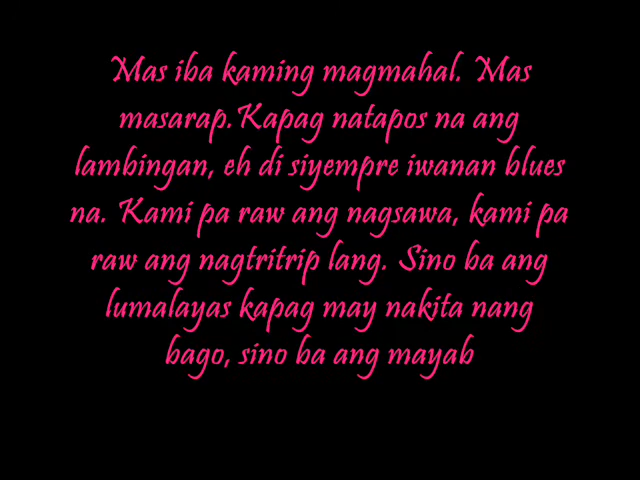 Mas iba kaming magmahal. Mas
masarap.Kapag natapos na ang
lambingan, eh di siyempre iwanan blues
na. Kami pa raw ang nagsawa, kami pa
raw ang nagtritrip lang. Sino ba ang
lumalayas kapag may nakita nang
bago, sino ba ang mayab